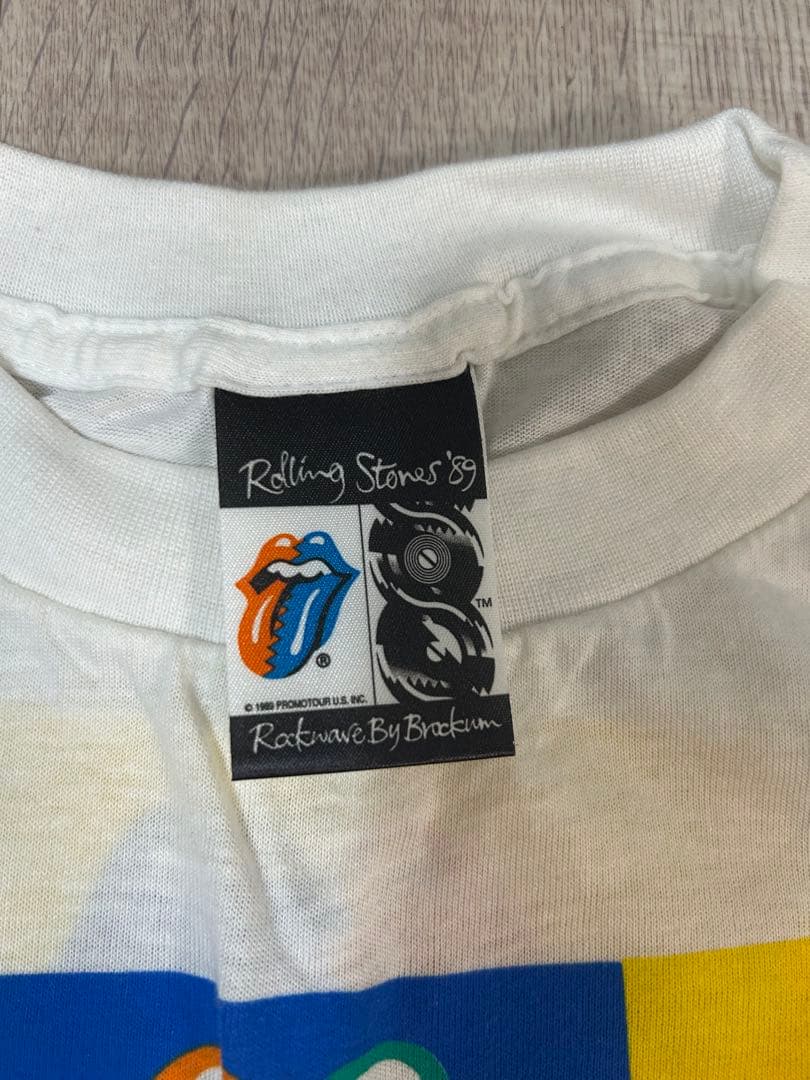 Rolling Stones '89
®
TM
© 1989 PROMOTOUR U.S. INC.
Rockware By Brockum